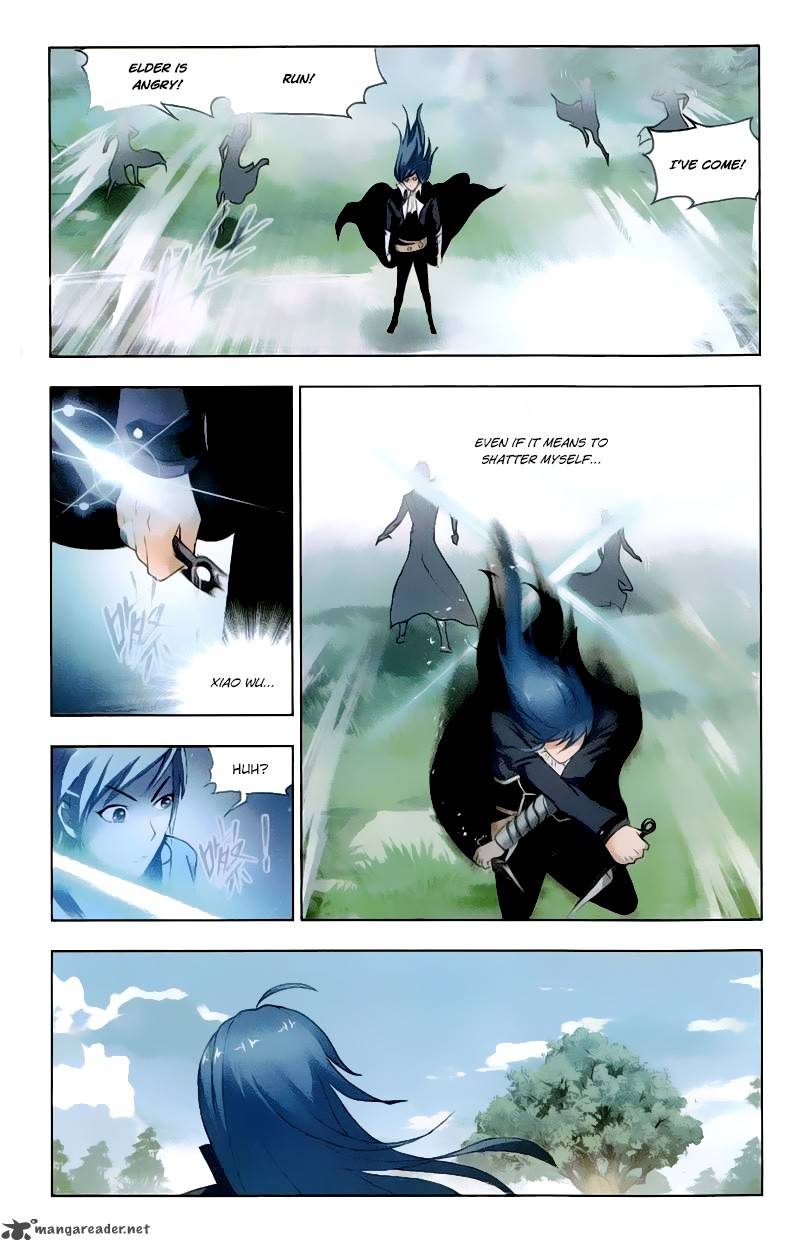 ELDER IS
ANGRY!
RUN!
I'VE COME!
XIAO WU...
EVEN IF IT MEANS TO
SHATTER MYSELF...
HUH?
mangareader.net